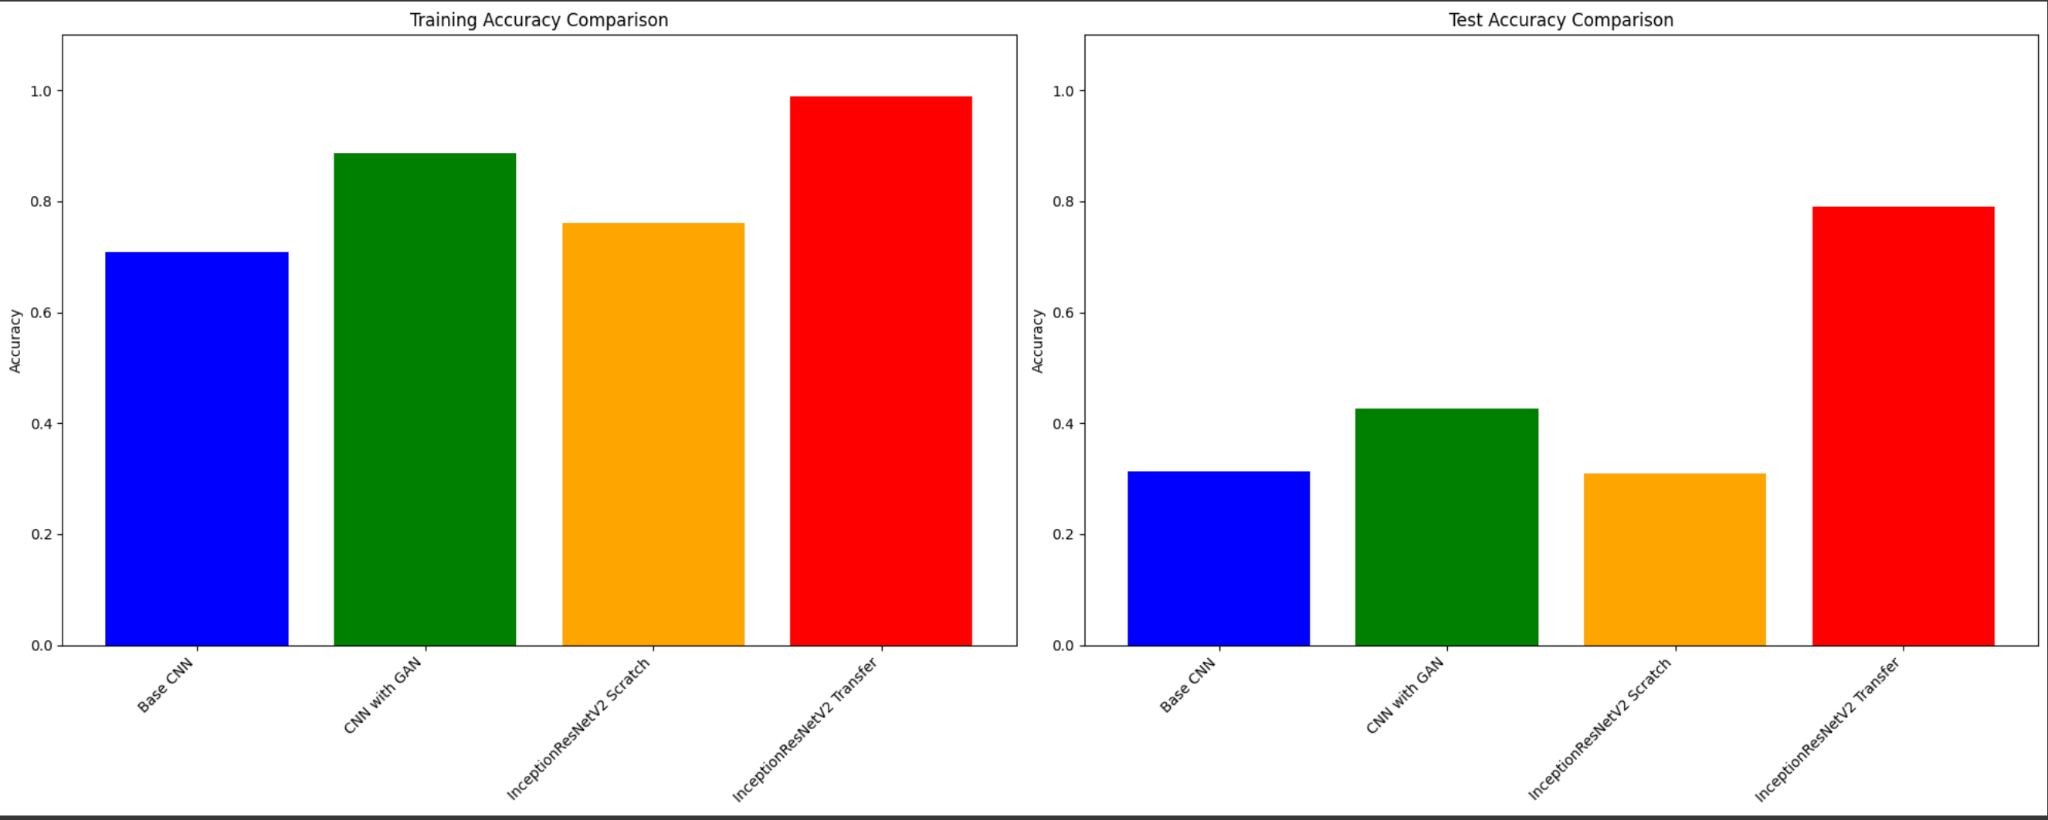 Training Accuracy Comparison
Accuracy
1.0
0.8
0.6
0.4
0.2
0.0
Base CNN
CNN with GAN
InceptionResNetV2 Scratch
InceptionResNetV2 Transfer
Test Accuracy Comparison
Accuracy
1.0
0.8
0.6
0.4
0.2
0.0
Base CNN
CNN with GAN
InceptionResNetV2 Scratch
InceptionResNetV2 Transfer